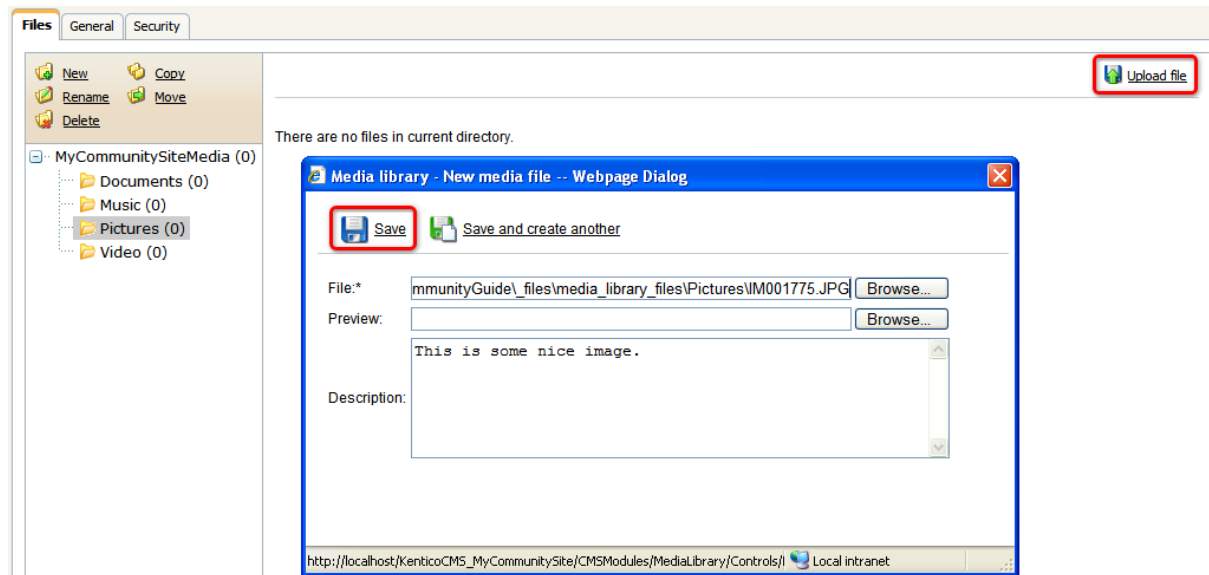 Files General Security
New Copy
Rename Move
Delete
Upload file
There are no files in current directory.
MyCommunitySiteMedia (0)
Documents (0)
Music (0)
Pictures (0)
Video (0)
Media library - New media file -- Webpage Dialog
Save Save and create another
File:* mmunityGuide\_files\media_library_files\Pictures\IM001775.JPG Browse...
Preview: Browse...
This is some nice image.
Description:
http://localhost/KenticoCMS_MyCommunitySite/CMSModules/MediaLibrary/Controls/ Local intranet